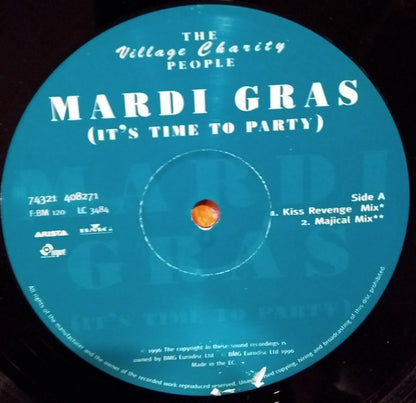 THE
Village Charity
PEOPLE
MARDI GRAS
(IT'S TIME TO PARTY)
74321 408271
F:BM 120 LC 3484
ARISTA BMG
Side A
1. Kiss Revenge Mix*
2. Majical Mix**
MARDI
GRAS
(IT'S TIME TO PARTY)
℗ 1996 The copyright in these sound recordings is
owned by BMG Eurodisc Ltd © BMG Eurodisc Ltd 1996
Made in the E.C.
All rights of the manufacturer and the owner of the recorded work reproduced reserved. Unauthorised copying, hiring and broadcasting of this disc prohibited.